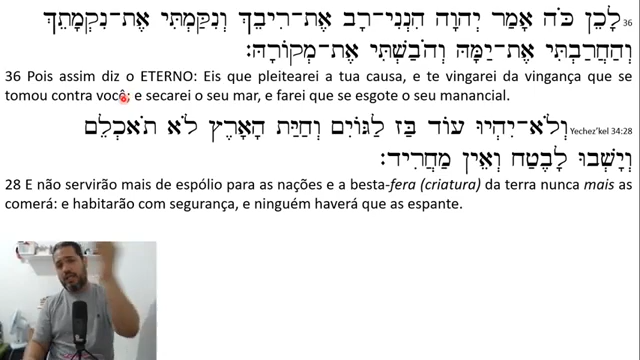 36 לָכֵן כֹּה אָמַר יְהוָה הִנְנִי־רָב אֶת־רִיבֵךְ וְנִקַּמְתִּי אֶת־נִקְמָתֵךְ
וְהַחֲרַבְתִּי אֶת־יַמָּהּ וְהֹבַשְׁתִּי אֶת־מְקוֹרָהּ׃
36 Pois assim diz o ETERNO: Eis que pleitearei a tua causa, e te vingarei da vingança que se
tomou contra você; e secarei o seu mar, e farei que se esgote o seu manancial.
Yechez’kel 34:28 וְלֹא־יִהְיוּ עוֹד בַּז לַגּוֹיִם וְחַיַּת הָאָרֶץ לֹא תֹאכְלֵם
וְיָשְׁבוּ לָבֶטַח וְאֵין מַחֲרִיד׃
28 E não servirão mais de espólio para as nações e a besta-fera (criatura) da terra nunca mais as
comerá: e habitarão com segurança, e ninguém haverá que as espante.